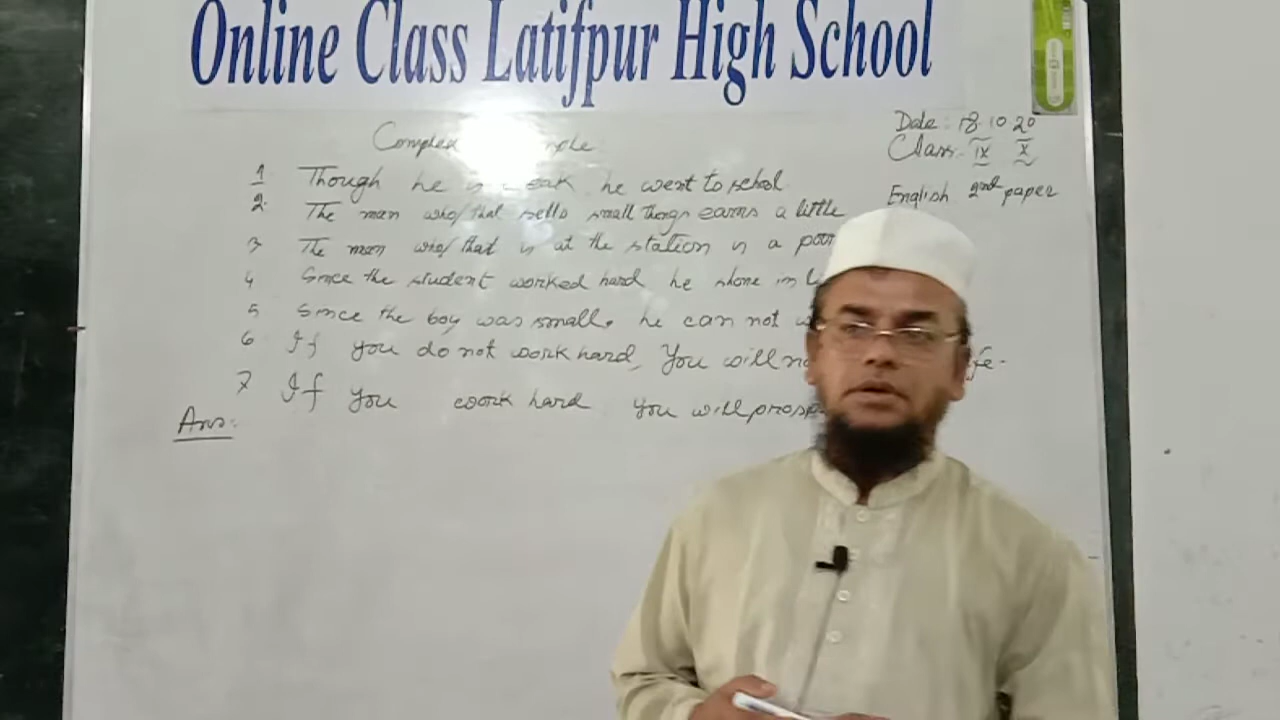 Online Class Latifpur High School
Date: 18.10.20
Class: IX X
English 2nd paper
1 Though he is weak he went to school
2. The man who/that sells small things earns a little
3 The man who/that is at the station is a poor
4 Since the student worked hard he shone in
5 Since the boy was small, he can not
6 If you do not work hard, You will
7 If you work hard you will
Ans: